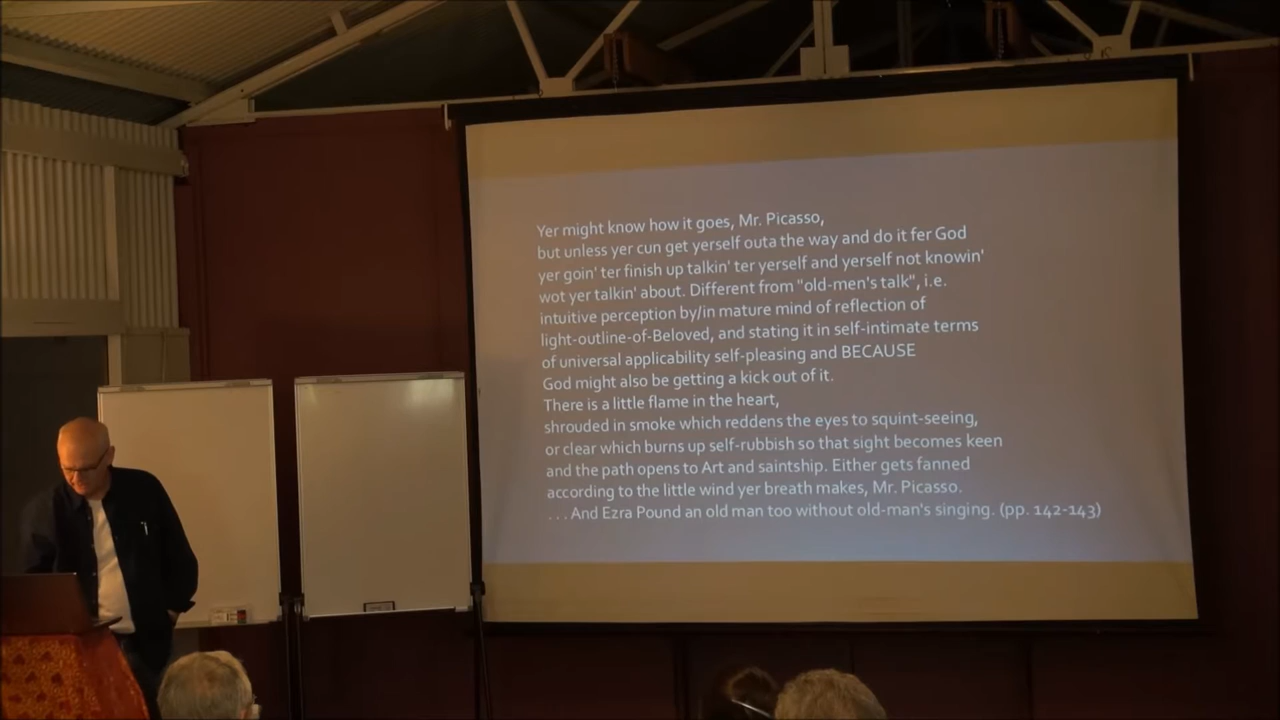 Yer might know how it goes, Mr. Picasso,
but unless yer cun get yerself outa the way and do it fer God
yer goin' ter finish up talkin' ter yerself and yerself not knowin'
wot yer talkin' about. Different from "old-men's talk", i.e.
intuitive perception by/in mature mind of reflection of
light-outline-of-Beloved, and stating it in self-intimate terms
of universal applicability self-pleasing and BECAUSE
God might also be getting a kick out of it.
There is a little flame in the heart,
shrouded in smoke which reddens the eyes to squint-seeing,
or clear which burns up self-rubbish so that sight becomes keen
and the path opens to Art and saintship. Either gets fanned
according to the little wind yer breath makes, Mr. Picasso.
. . . And Ezra Pound an old man too without old-man's singing. (pp. 142-143)